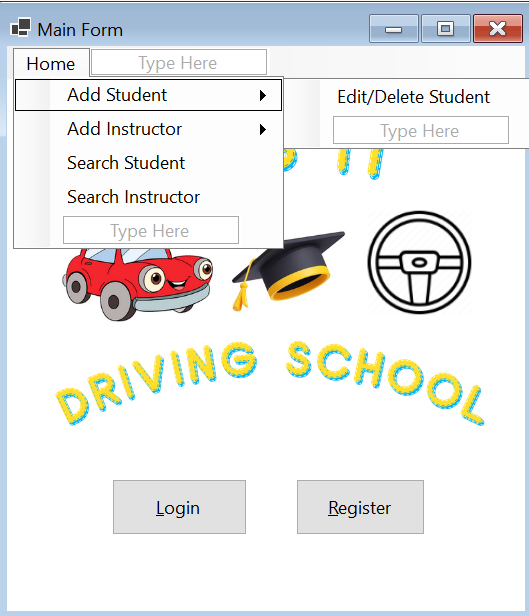 Main Form
Home Type Here
Add Student
Edit/Delete Student
Add Instructor
Type Here
Search Student
Search Instructor
Type Here
DRIVING SCHOOL
Login
Register